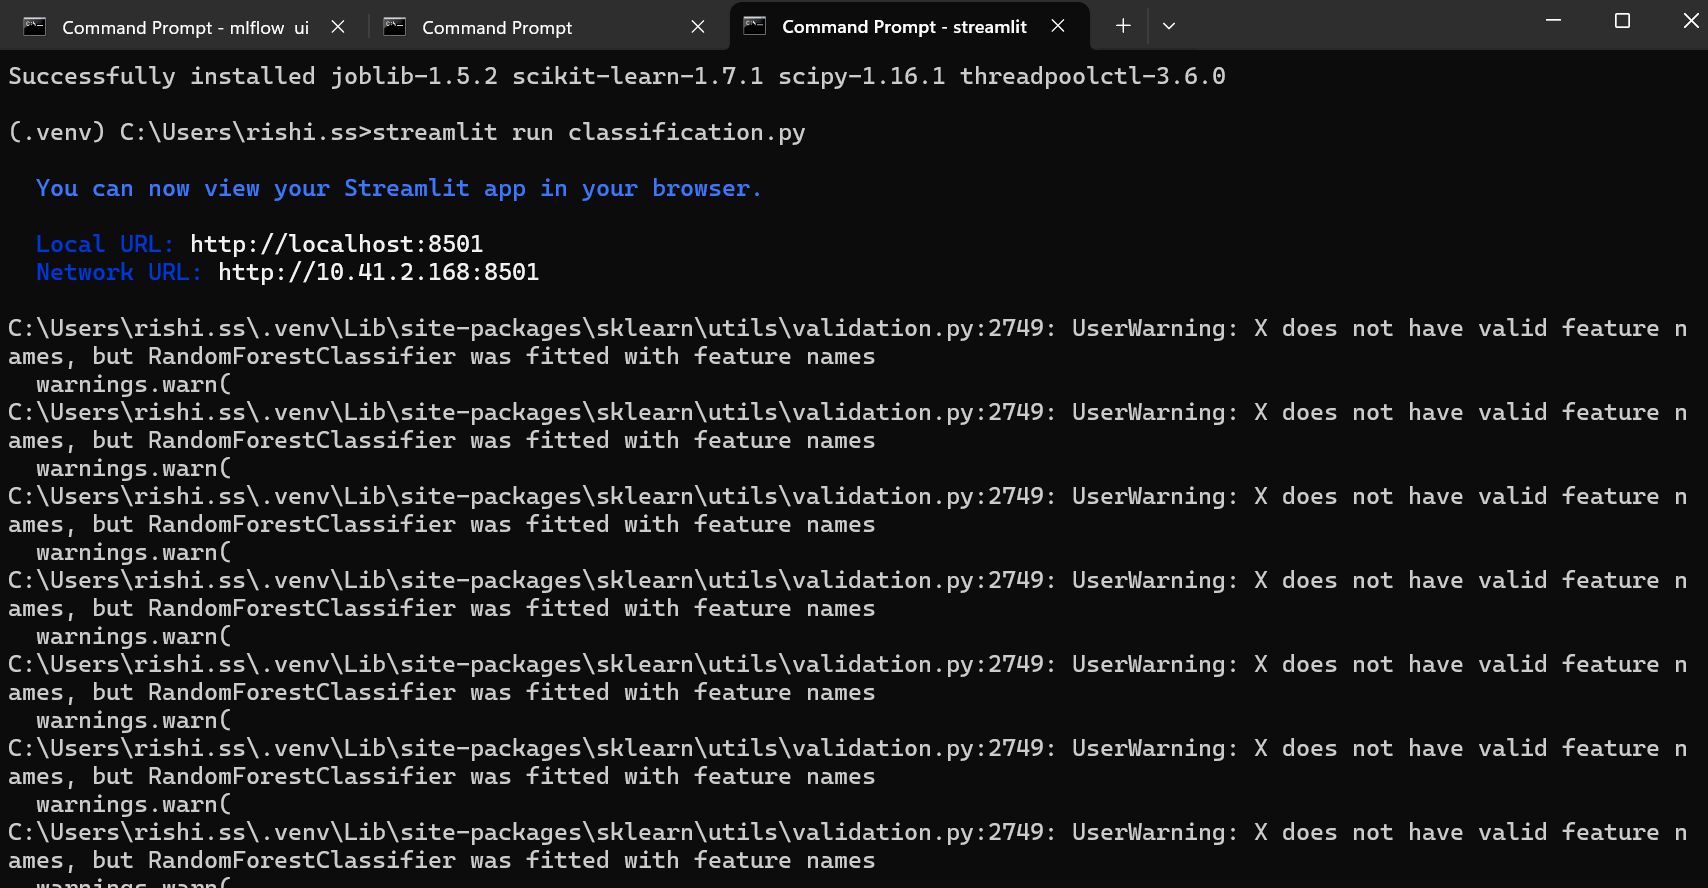 Command Prompt - mlflow ui
Command Prompt
Command Prompt - streamlit
Successfully installed joblib-1.5.2 scikit-learn-1.7.1 scipy-1.16.1 threadpoolctl-3.6.0
(.venv) C:\Users\rishi.ss>streamlit run classification.py
You can now view your Streamlit app in your browser.
Local URL: http://localhost:8501
Network URL: http://10.41.2.168:8501
C:\Users\rishi.ss\.venv\Lib\site-packages\sklearn\utils\validation.py:2749: UserWarning: X does not have valid feature n
ames, but RandomForestClassifier was fitted with feature names
  warnings.warn(
C:\Users\rishi.ss\.venv\Lib\site-packages\sklearn\utils\validation.py:2749: UserWarning: X does not have valid feature n
ames, but RandomForestClassifier was fitted with feature names
  warnings.warn(
C:\Users\rishi.ss\.venv\Lib\site-packages\sklearn\utils\validation.py:2749: UserWarning: X does not have valid feature n
ames, but RandomForestClassifier was fitted with feature names
  warnings.warn(
C:\Users\rishi.ss\.venv\Lib\site-packages\sklearn\utils\validation.py:2749: UserWarning: X does not have valid feature n
ames, but RandomForestClassifier was fitted with feature names
  warnings.warn(
C:\Users\rishi.ss\.venv\Lib\site-packages\sklearn\utils\validation.py:2749: UserWarning: X does not have valid feature n
ames, but RandomForestClassifier was fitted with feature names
  warnings.warn(
C:\Users\rishi.ss\.venv\Lib\site-packages\sklearn\utils\validation.py:2749: UserWarning: X does not have valid feature n
ames, but RandomForestClassifier was fitted with feature names
  warnings.warn(
C:\Users\rishi.ss\.venv\Lib\site-packages\sklearn\utils\validation.py:2749: UserWarning: X does not have valid feature n
ames, but RandomForestClassifier was fitted with feature names
  warnings.warn(